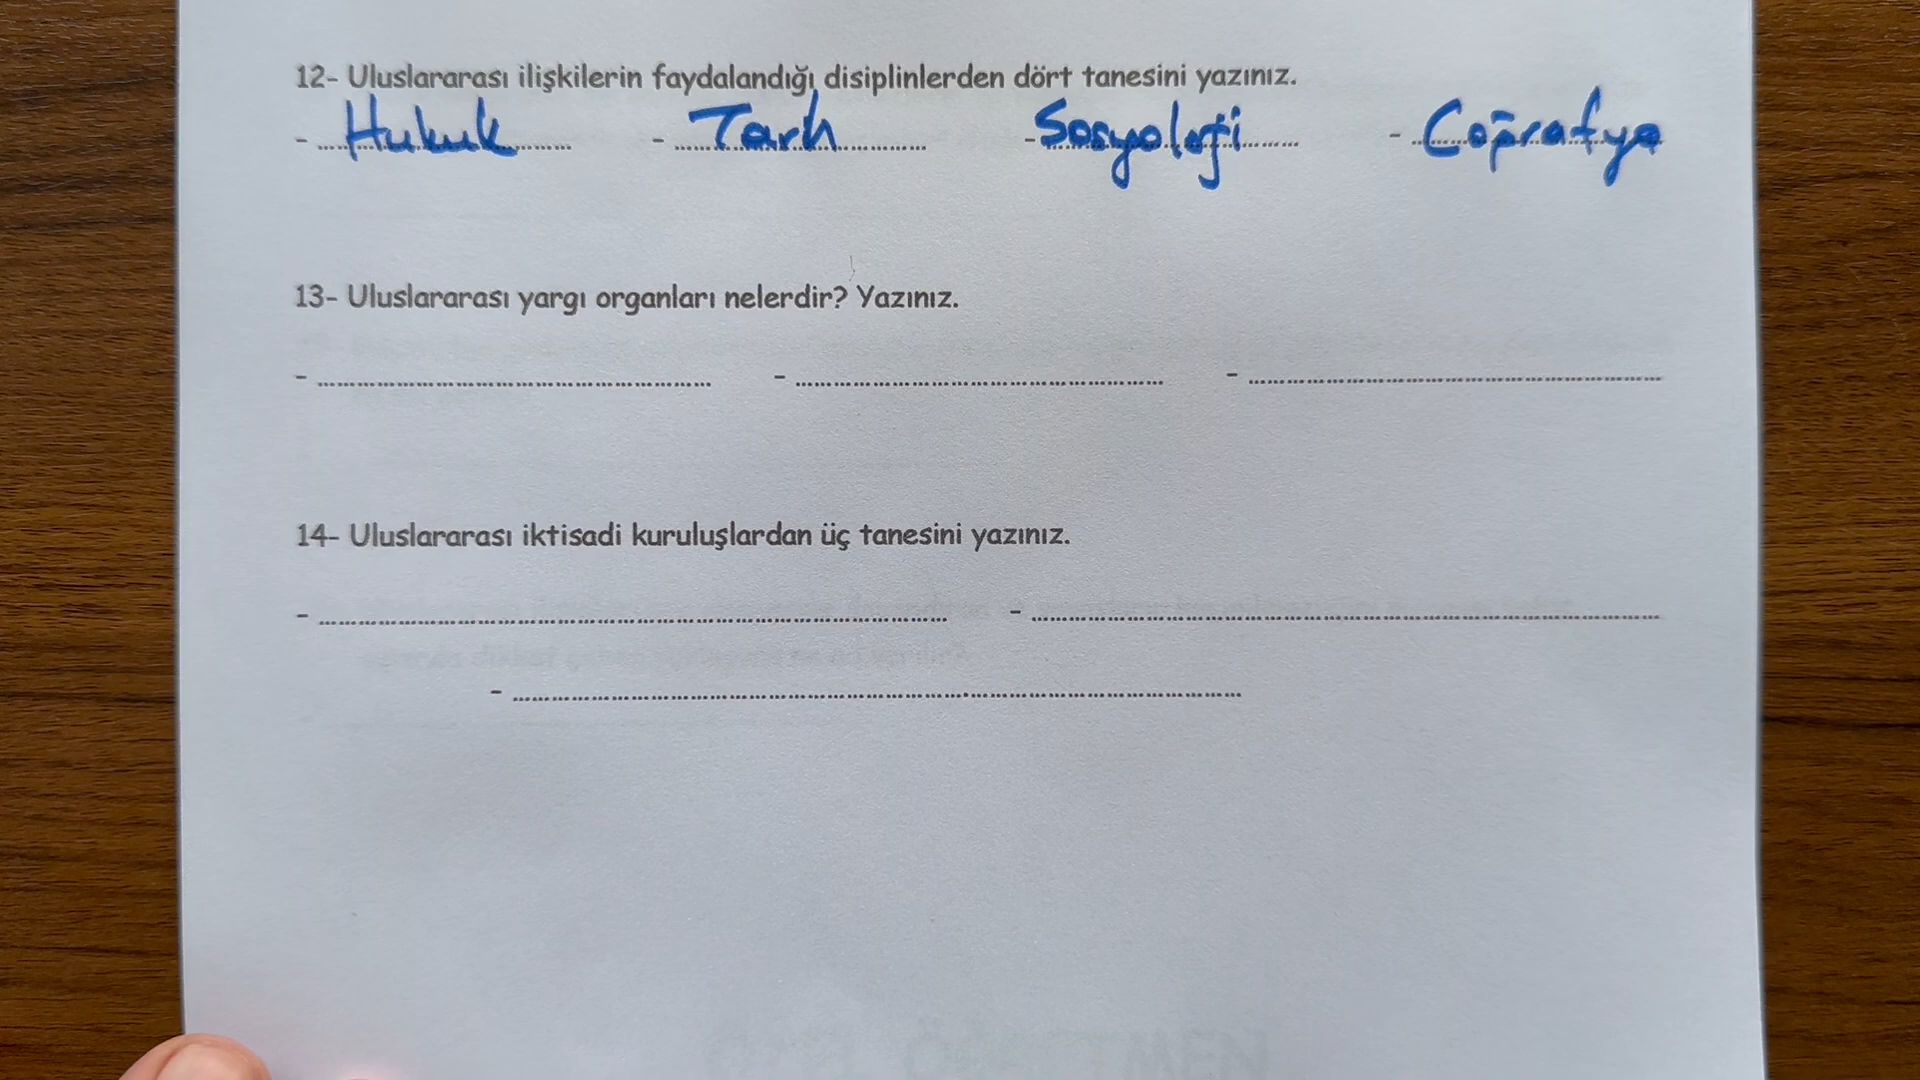 12- Uluslararası ilişkilerin faydalandığı disiplinlerden dört tanesini yazınız.
- Hukuk - Tarh - Sosyoloji - Coğrafya
13- Uluslararası yargı organları nelerdir? Yazınız.
- ........................................ - ........................................ - ........................................
14- Uluslararası iktisadi kuruluşlardan üç tanesini yazınız.
- ............................................................ - ............................................................
- ............................................................